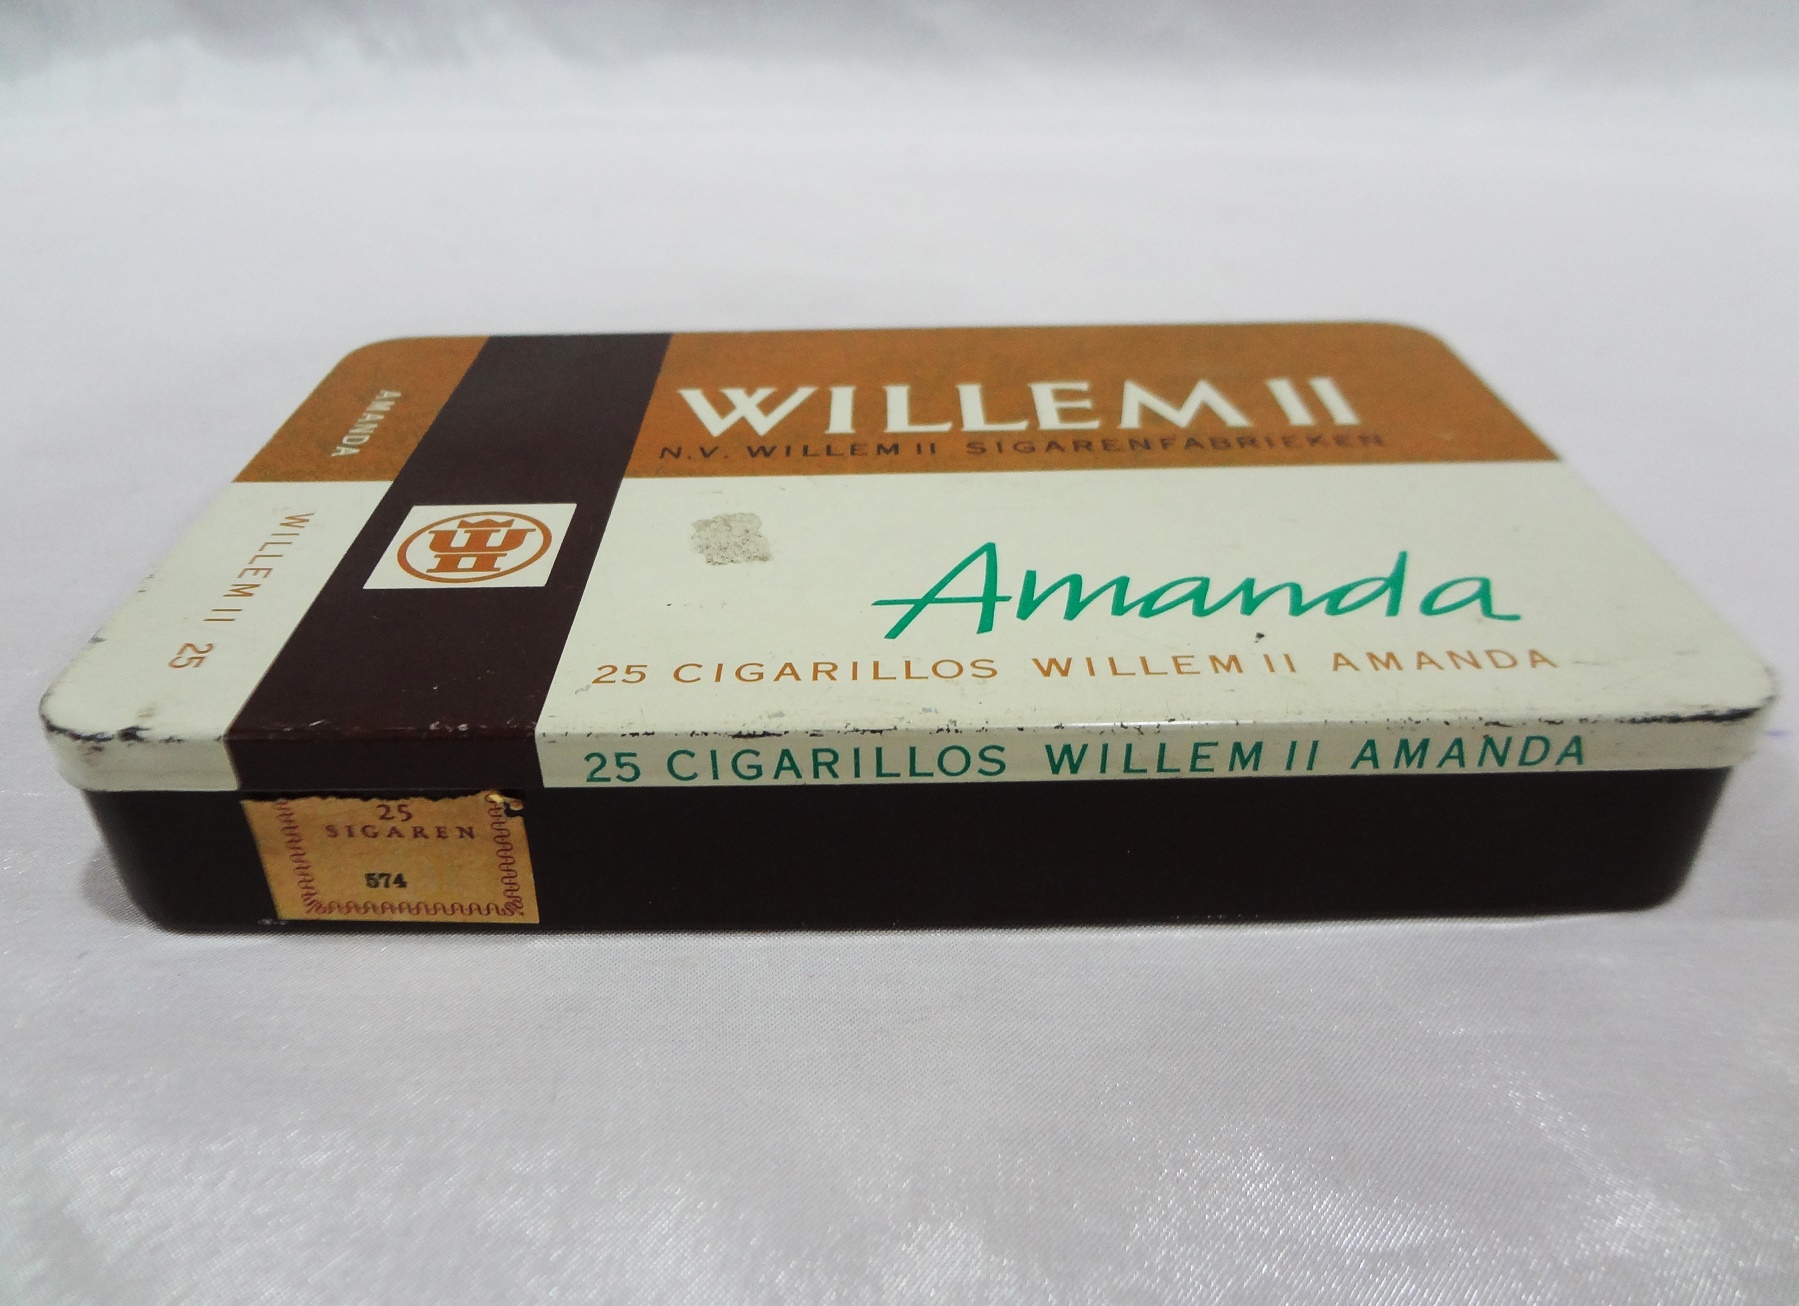 WILLEM II
N.V. WILLEM II SIGARENFABRIEKEN
AMANDA
WILLEM II 25
W II
Amanda
25 CIGARILLOS WILLEM II AMANDA
25 CIGARILLOS WILLEM II AMANDA
25
SIGAREN
574